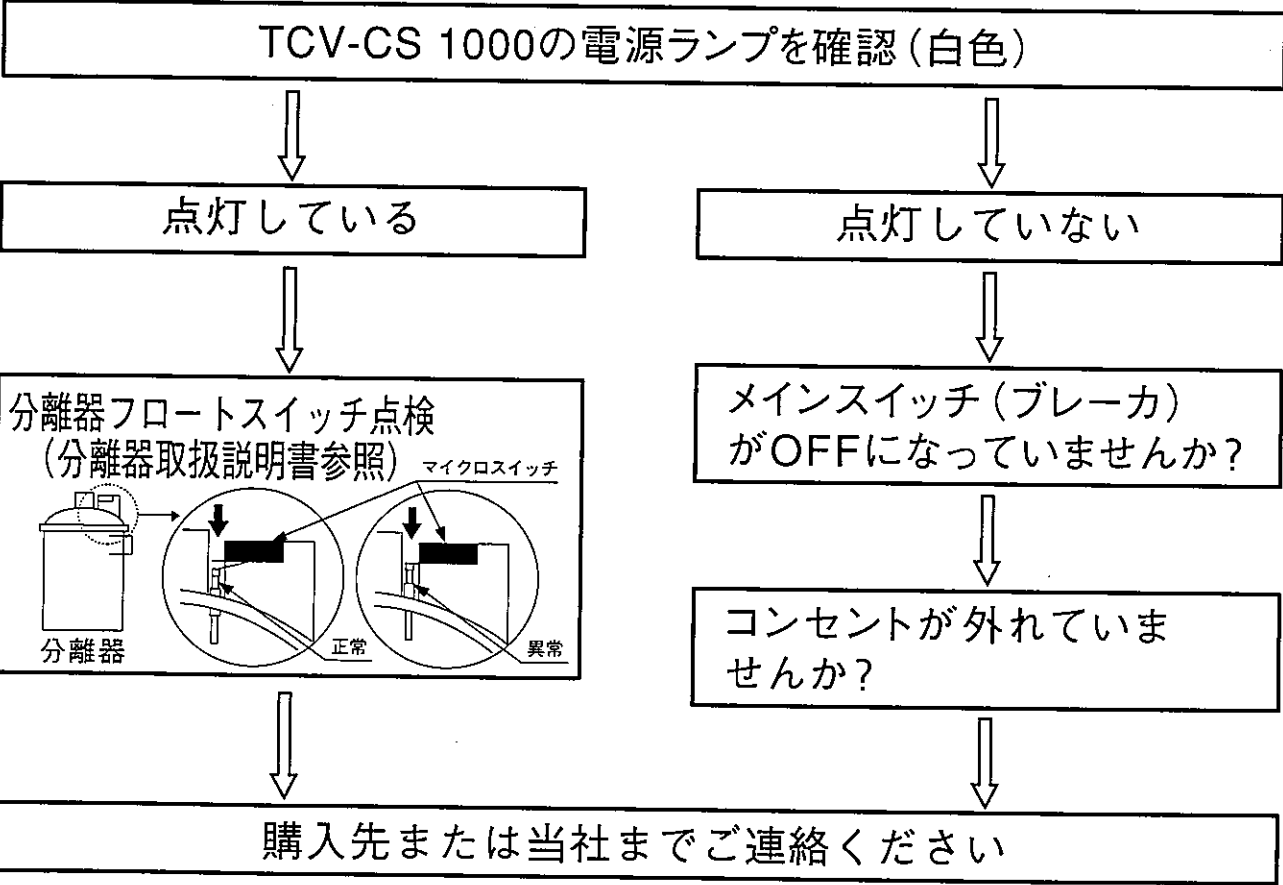 TCV-CS 1000の電源ランプを確認（白色）
点灯している
点灯していない
分離器フロートスイッチ点検
（分離器取扱説明書参照）
マイクロスイッチ
分離器
正常
異常
メインスイッチ（ブレーカ）
がOFFになっていませんか？
コンセントが外れていま
せんか？
購入先または当社までご連絡ください